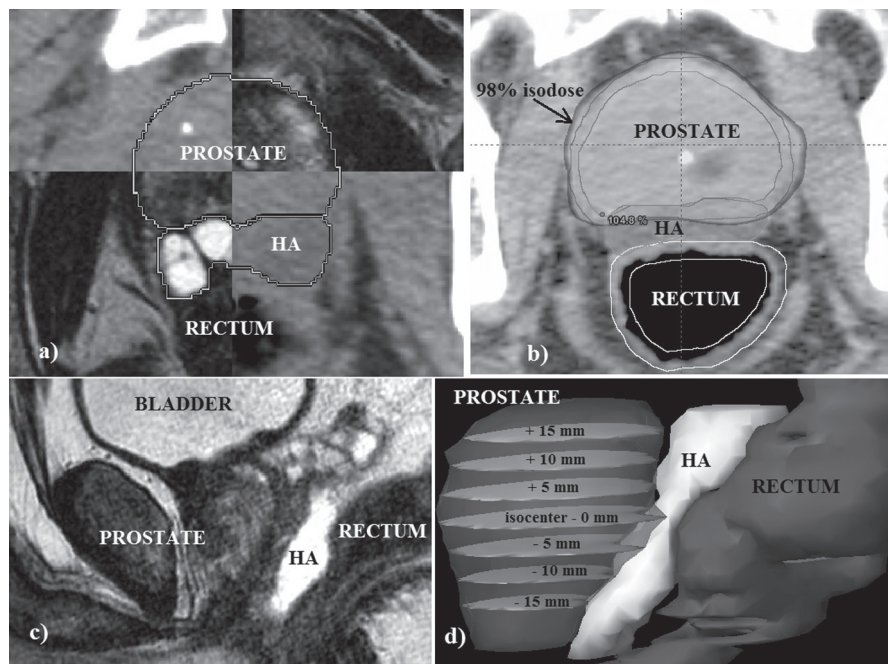 PROSTATE
HA
RECTUM
a)
98% isodose
PROSTATE
104.8 %
HA
RECTUM
b)
BLADDER
PROSTATE
HA
RECTUM
c)
PROSTATE
+ 15 mm
+ 10 mm
+ 5 mm
isocenter - 0 mm
- 5 mm
- 10 mm
- 15 mm
HA
RECTUM
d)